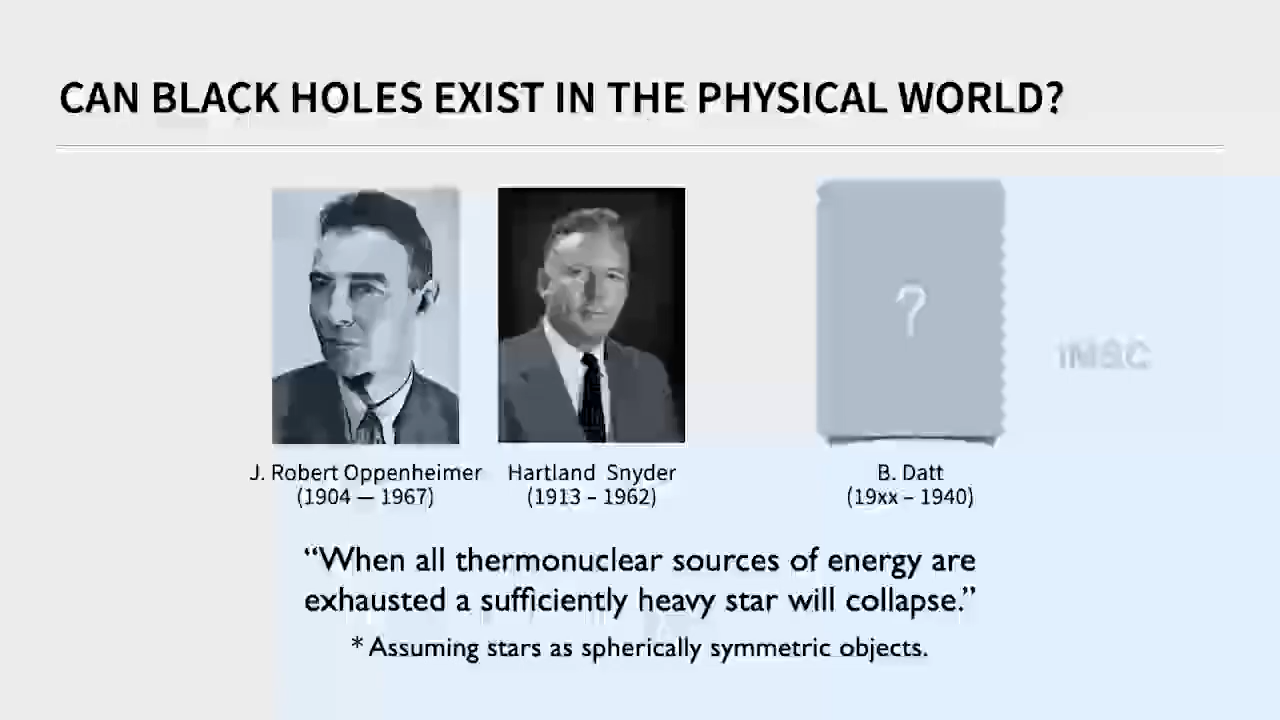 CAN BLACK HOLES EXIST IN THE PHYSICAL WORLD?
?
IMSC
J. Robert Oppenheimer
(1904 — 1967)
Hartland Snyder
(1913 – 1962)
B. Datt
(19xx – 1940)
“When all thermonuclear sources of energy are
exhausted a sufficiently heavy star will collapse.”
* Assuming stars as spherically symmetric objects.